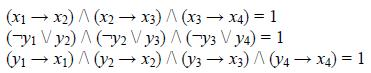 (x1 → x2) /\ (x2 → x3) /\ (x3 → x4) = 1
(¬y1 \/ y2) /\ (¬y2 \/ y3) /\ (¬y3 \/ y4) = 1
(y1 → x1) /\ (y2 → x2) /\ (y3 → x3) /\ (y4 → x4) = 1